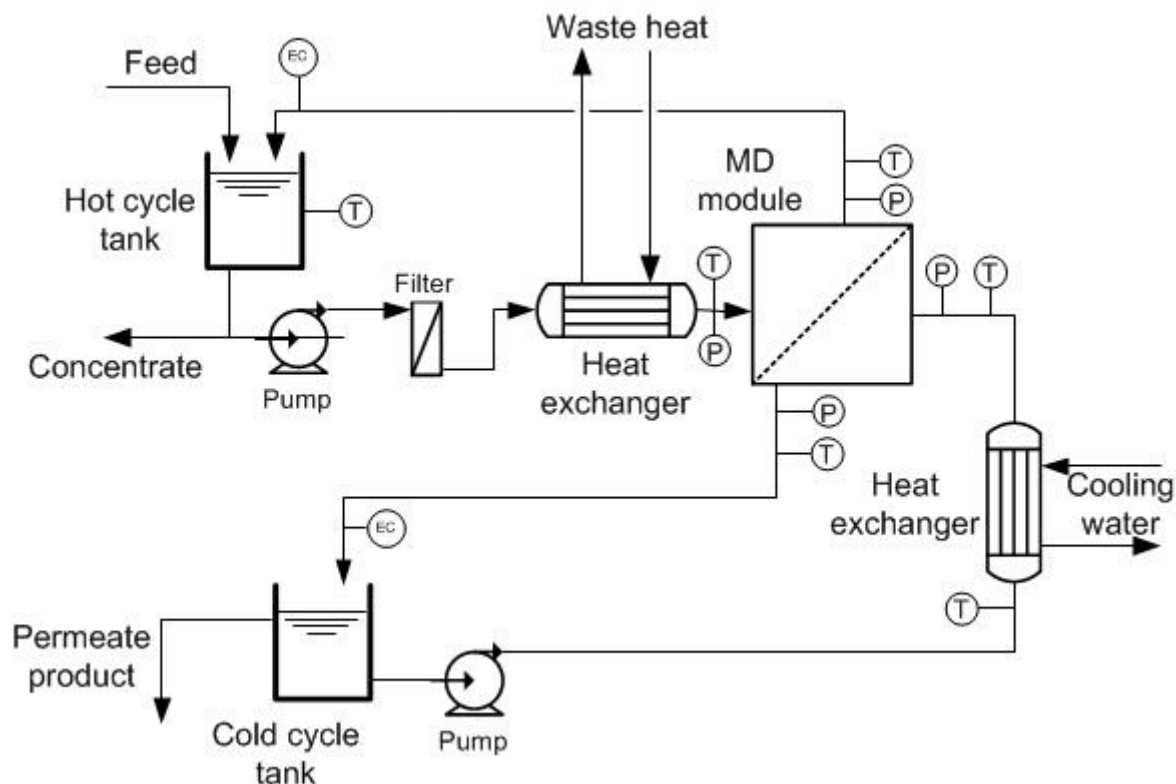 Waste heat
EC
Feed
MD
module
T
P
Hot cycle
tank
T
Filter
T
P
P
T
Concentrate
Pump
Heat
exchanger
P
T
Heat
exchanger
Cooling
water
EC
T
Permeate
product
Cold cycle
tank
Pump